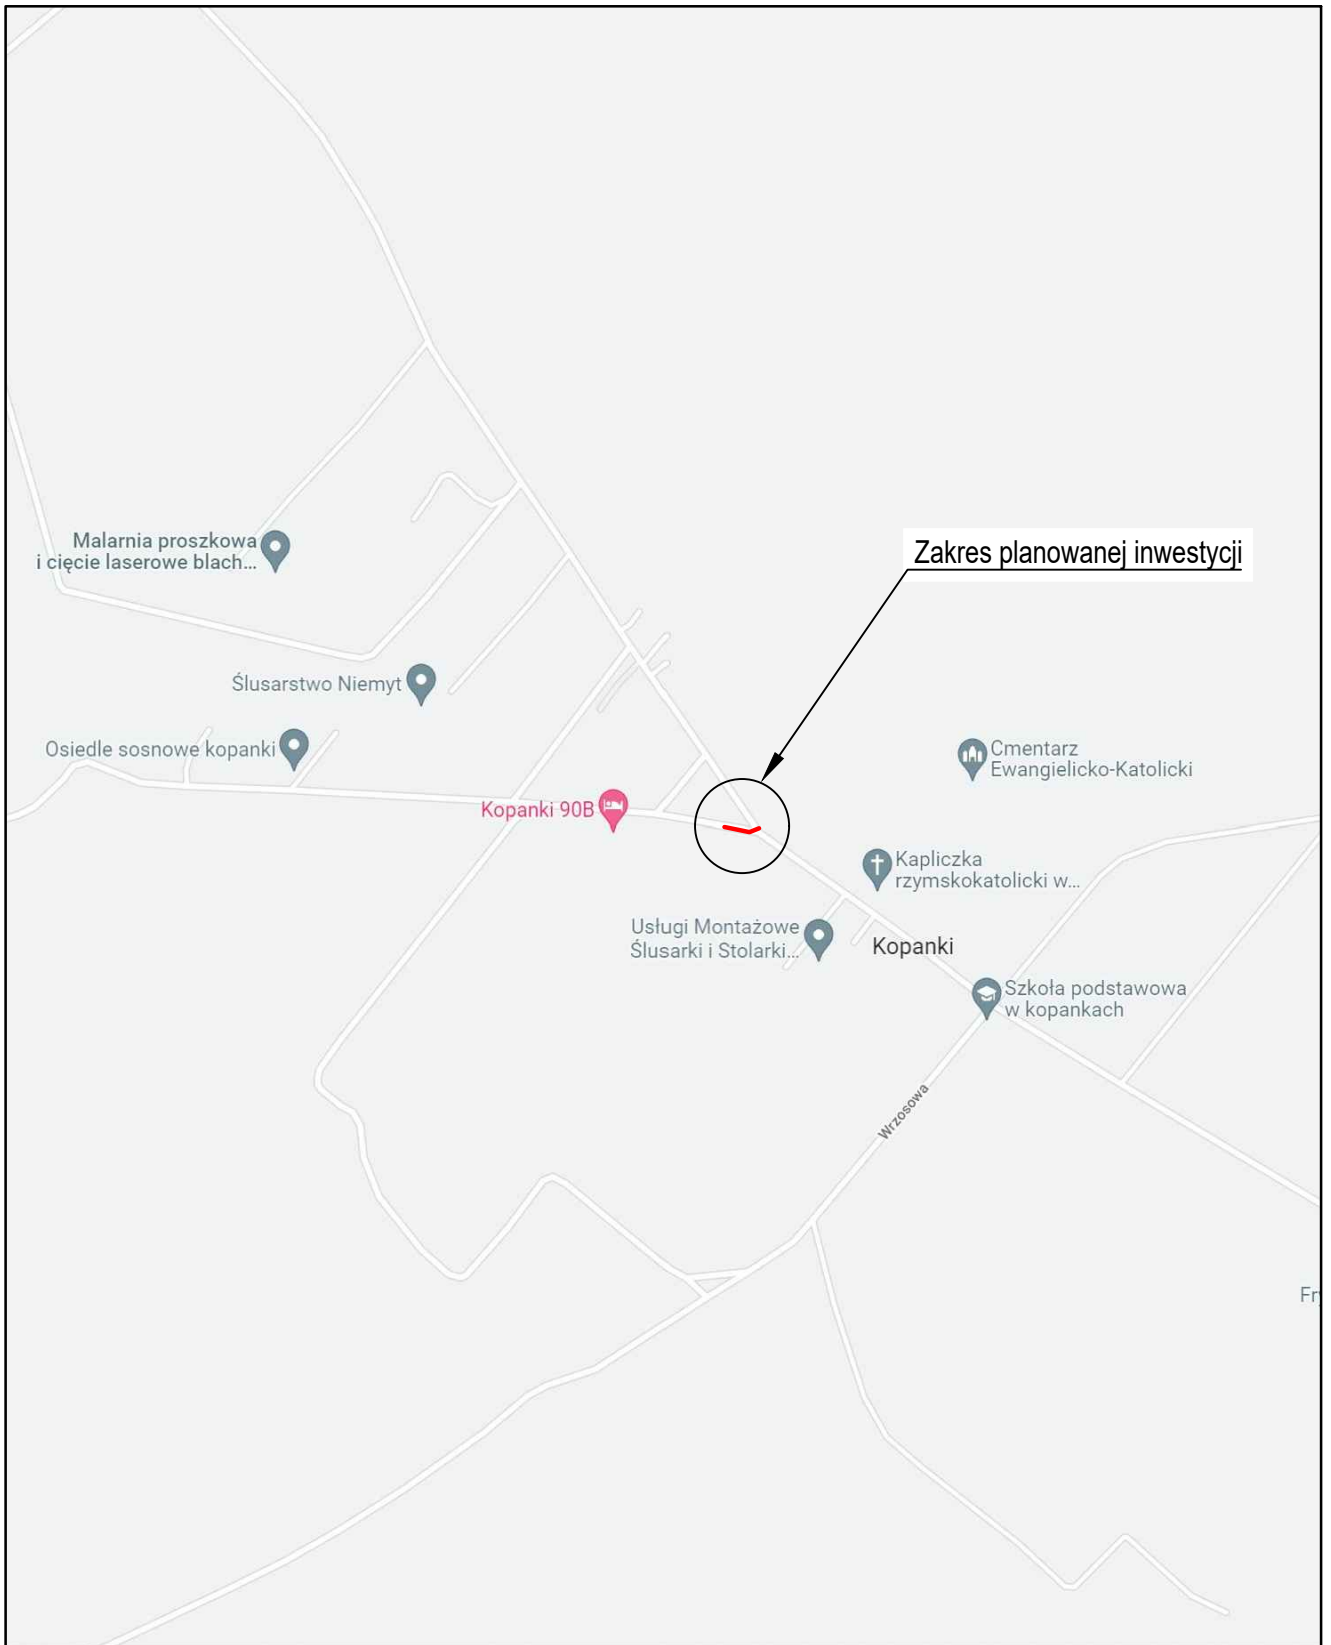 Malarnia proszkowa
i cięcie laserowe blach...
Zakres planowanej inwestycji
Ślusarstwo Niemyt
Osiedle sosnowe kopanki
Cmentarz
Ewangielicko-Katolicki
Kopanki 90B
Kapliczka
rzymskokatolicki w...
Usługi Montażowe
Ślusarki i Stolarki...
Kopanki
Szkoła podstawowa
w kopankach
Wrzosowa